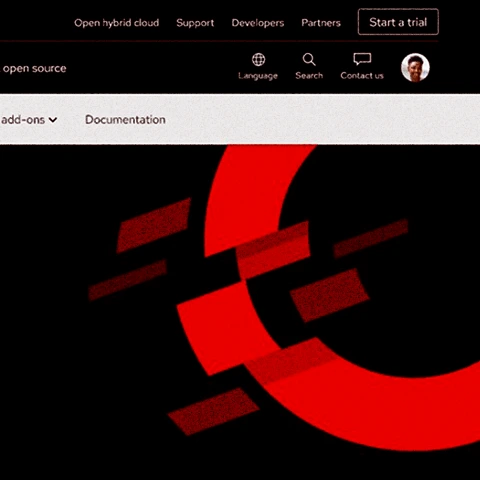 Open hybrid cloud Support Developers Partners Start a trial
open source
Language Search Contact us
add-ons Documentation